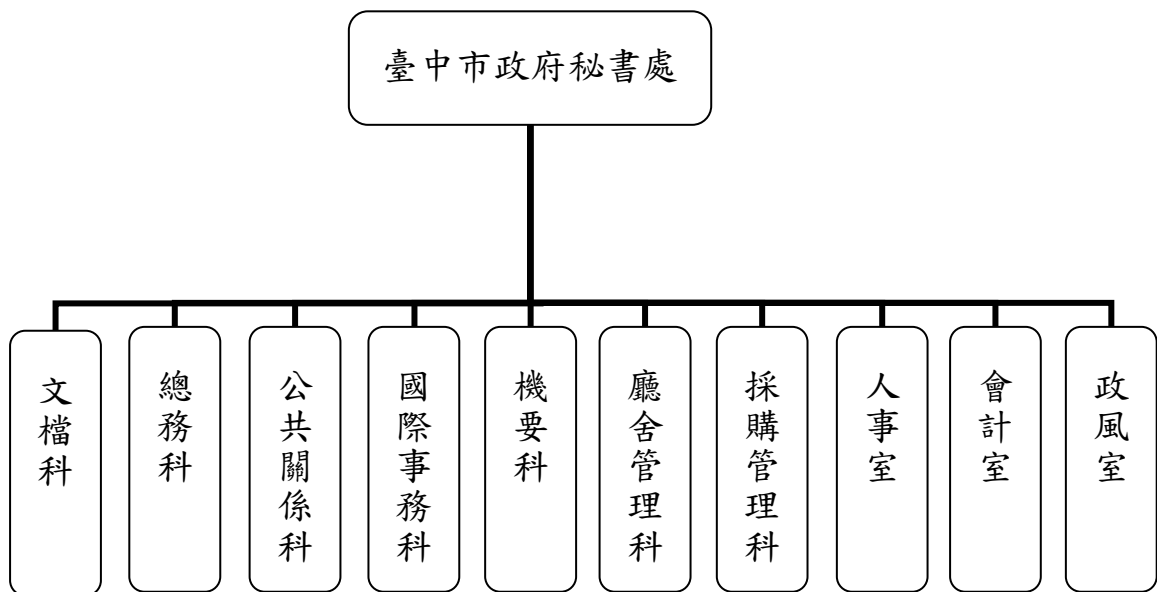 臺中市政府秘書處
文檔科
總務科
公共關係科
國際事務科
機要科
廳舍管理科
採購管理科
人事室
會計室
政風室